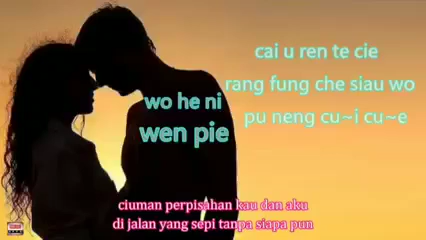 cai u ren te cie
rang fung che siau wo
pu neng cu~i cu~e
wo he ni
wen pie
ciuman perpisahan kau dan aku
di jalan yang sepi tanpa siapa pun